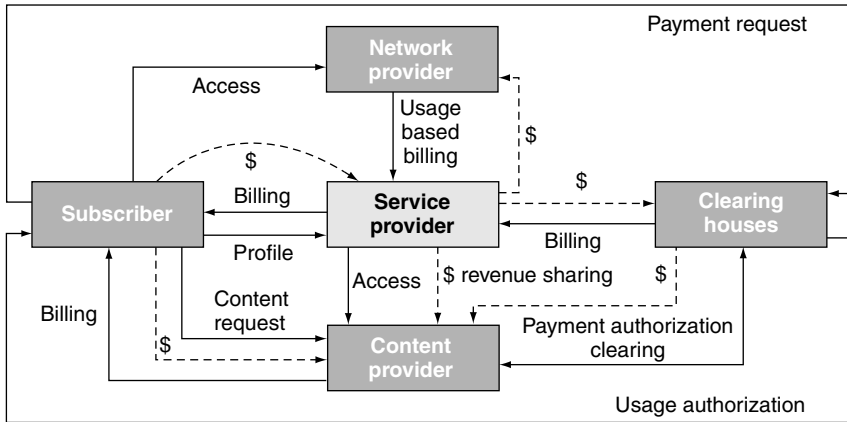 Payment request
Network
provider
Access
Usage
based
billing
$
$
$
Subscriber
Billing
Service
provider
Clearing
houses
Profile
Billing
Access
$ revenue sharing
$
Billing
Content
request
$
Content
provider
Payment authorization
clearing
Usage authorization